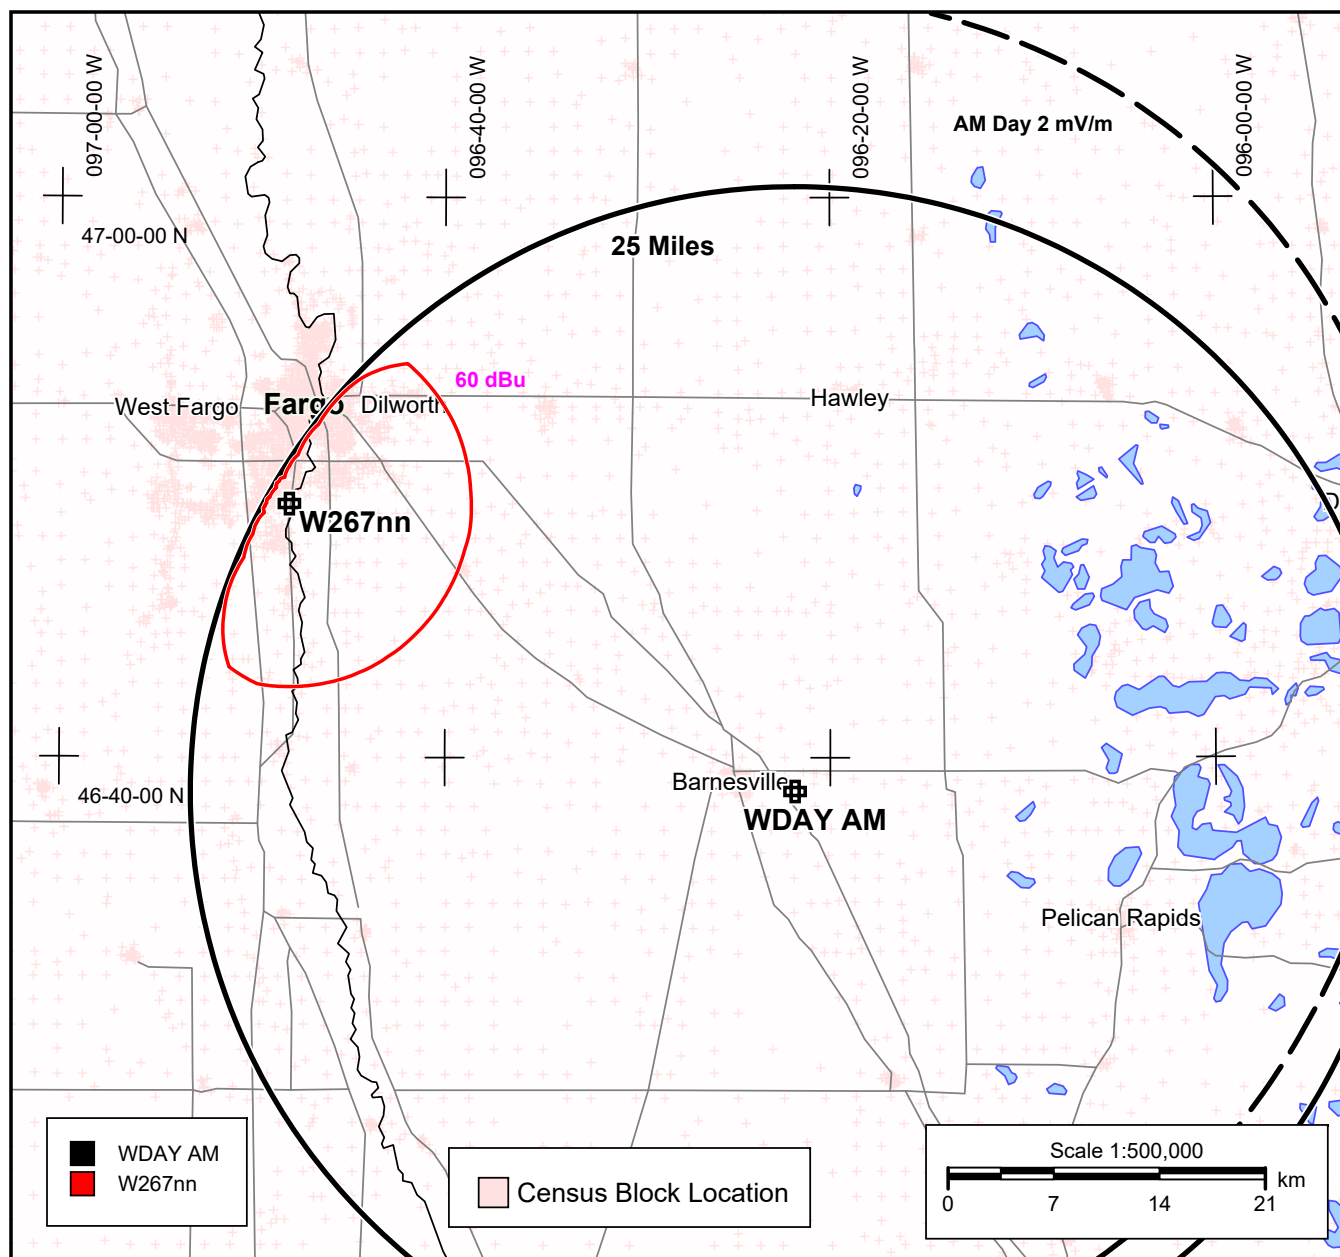 097-00-00 W
096-40-00 W
096-20-00 W
096-00-00 W
AM Day 2 mV/m
47-00-00 N
25 Miles
60 dBu
West Fargo
Fargo
Dilworth
Hawley
D
W267nn
46-40-00 N
Barnesville
WDAY AM
Pelican Rapids
WDAY AM
W267nn
Census Block Location
Scale 1:500,000
km
0 7 14 21